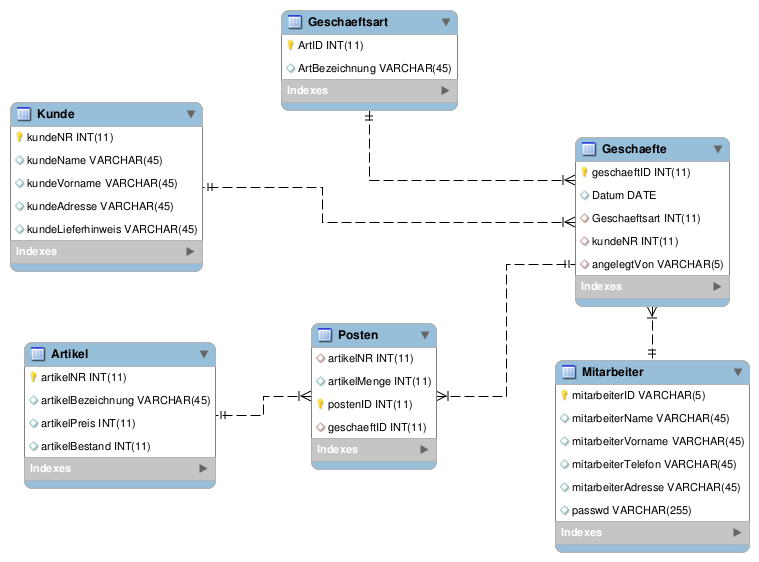 Geschaeftsart
ArtID INT(11)
ArtBezeichnung VARCHAR(45)
Indexes
Kunde
kundeNR INT(11)
kundeName VARCHAR(45)
kundeVorname VARCHAR(45)
kundeAdresse VARCHAR(45)
kundeLieferhinweis VARCHAR(45)
Indexes
Geschaefte
geschaeftID INT(11)
Datum DATE
Geschaeftsart INT(11)
kundeNR INT(11)
angelegtVon VARCHAR(5)
Indexes
Artikel
artikelNR INT(11)
artikelBezeichnung VARCHAR(45)
artikelPreis INT(11)
artikelBestand INT(11)
Indexes
Posten
artikelNR INT(11)
artikelMenge INT(11)
postenID INT(11)
geschaeftID INT(11)
Indexes
Mitarbeiter
mitarbeiterID VARCHAR(5)
mitarbeiterName VARCHAR(45)
mitarbeiterVorname VARCHAR(45)
mitarbeiterTelefon VARCHAR(45)
mitarbeiterAdresse VARCHAR(45)
passwd VARCHAR(255)
Indexes